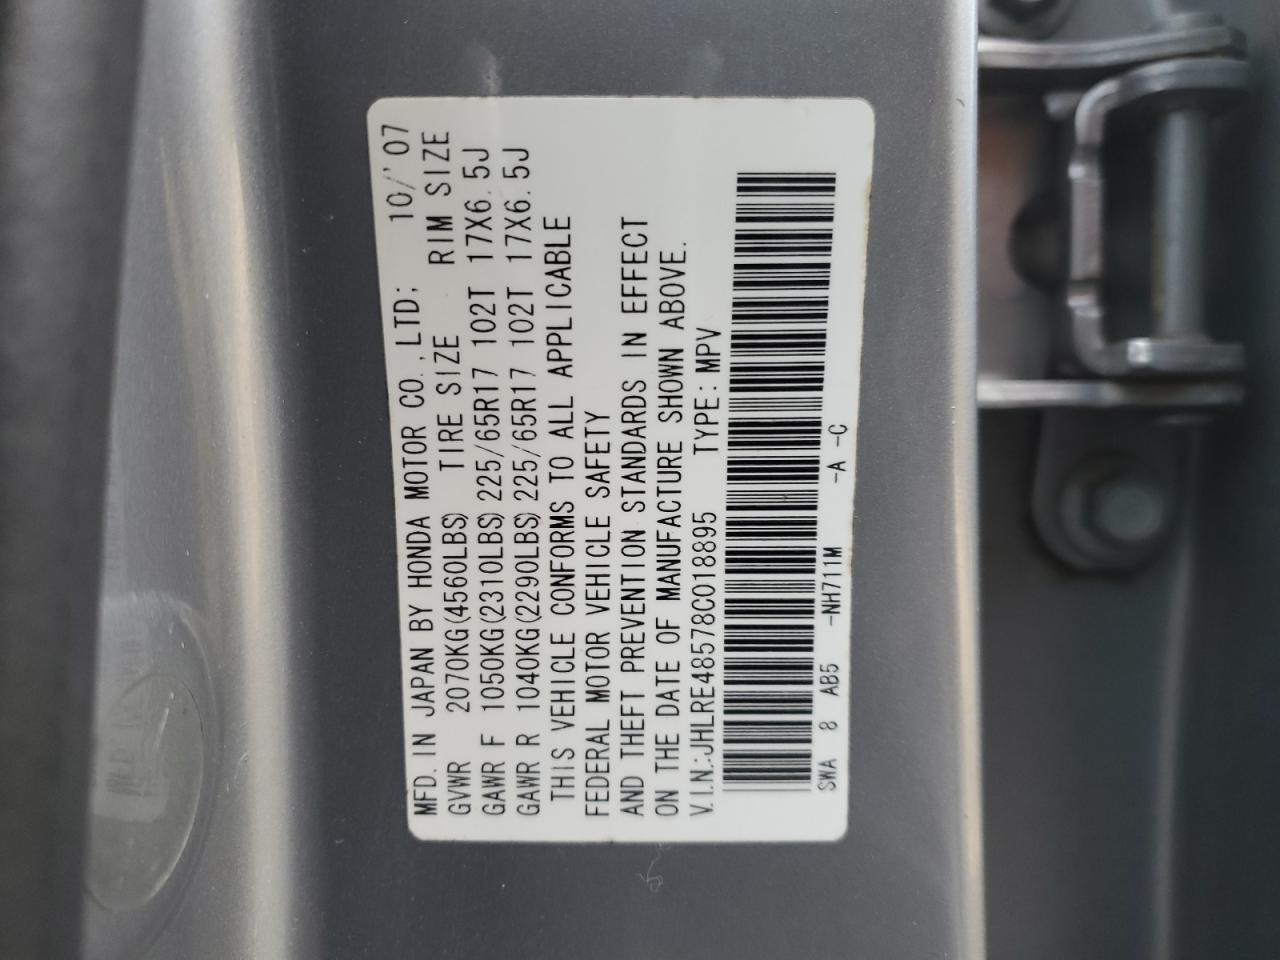 MFD. IN JAPAN BY HONDA MOTOR CO.,LTD; 10/'07
GVWR 2070KG(4560LBS) TIRE SIZE RIM SIZE
GAWR F 1050KG(2310LBS) 225/65R17 102T 17X6.5J
GAWR R 1040KG(2290LBS) 225/65R17 102T 17X6.5J
THIS VEHICLE CONFORMS TO ALL APPLICABLE
FEDERAL MOTOR VEHICLE SAFETY
AND THEFT PREVENTION STANDARDS IN EFFECT
ON THE DATE OF MANUFACTURE SHOWN ABOVE.
V.I.N.:JHLRE48578C018895 TYPE:MPV
SWA 8 AB5 -NH711M -A -C